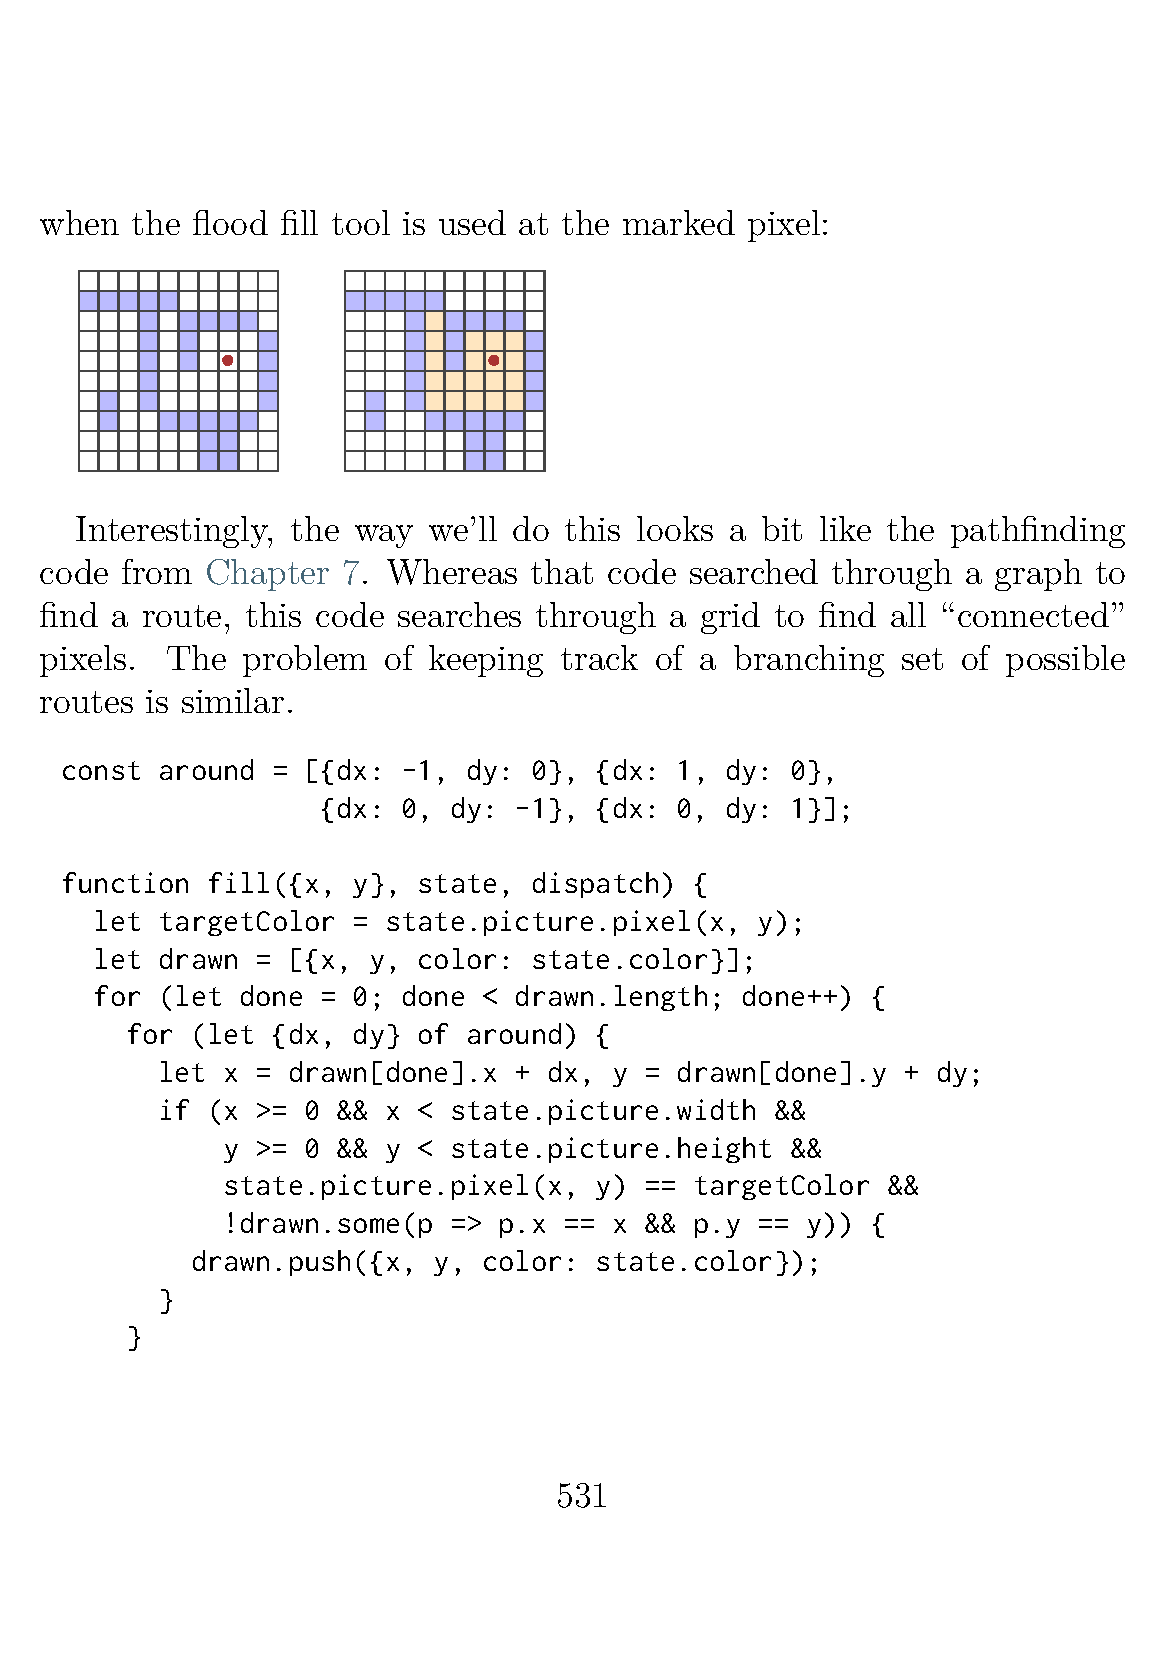 when the flood fill tool is used at the marked pixel:
Interestingly, the way we'll do this looks a bit like the pathfinding
code from Chapter 7. Whereas that code searched through a graph to
find a route, this code searches through a grid to find all “connected”
pixels. The problem of keeping track of a branching set of possible
routes is similar.
const around = [{dx: -1, dy: 0}, {dx: 1, dy: 0},
                {dx: 0, dy: -1}, {dx: 0, dy: 1}];
function fill({x, y}, state, dispatch) {
  let targetColor = state.picture.pixel(x, y);
  let drawn = [{x, y, color: state.color}];
  for (let done = 0; done < drawn.length; done++) {
    for (let {dx, dy} of around) {
      let x = drawn[done].x + dx, y = drawn[done].y + dy;
      if (x >= 0 && x < state.picture.width &&
          y >= 0 && y < state.picture.height &&
          state.picture.pixel(x, y) == targetColor &&
          !drawn.some(p => p.x == x && p.y == y)) {
        drawn.push({x, y, color: state.color});
      }
    }
531